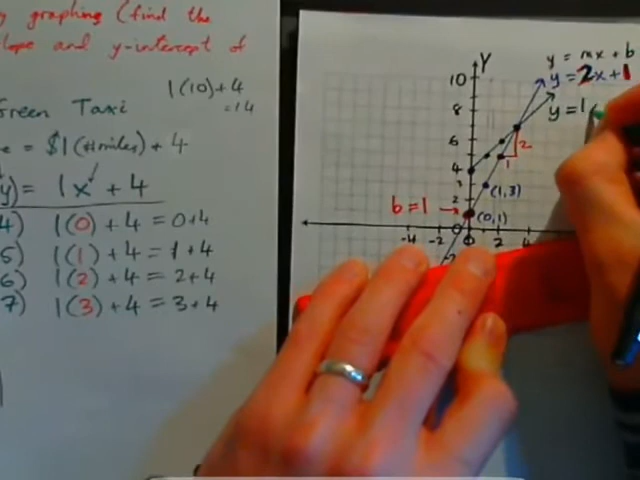 graphing (find the
slope and y-intercept of
Green Taxi
1(10)+4
=14
= $1(#miles) + 4
y) = 1x + 4
4) 1(0) + 4 = 0+4
5) 1(1) + 4 = 1+4
6) 1(2) + 4 = 2+4
7) 1(3) + 4 = 3+4
y = mx + b
y = 2x + 1
y = 1
Y
10
8
6
4
3
2
0
2
1
(1,3)
b = 1
(0,1)
-4 -2 0 2 4